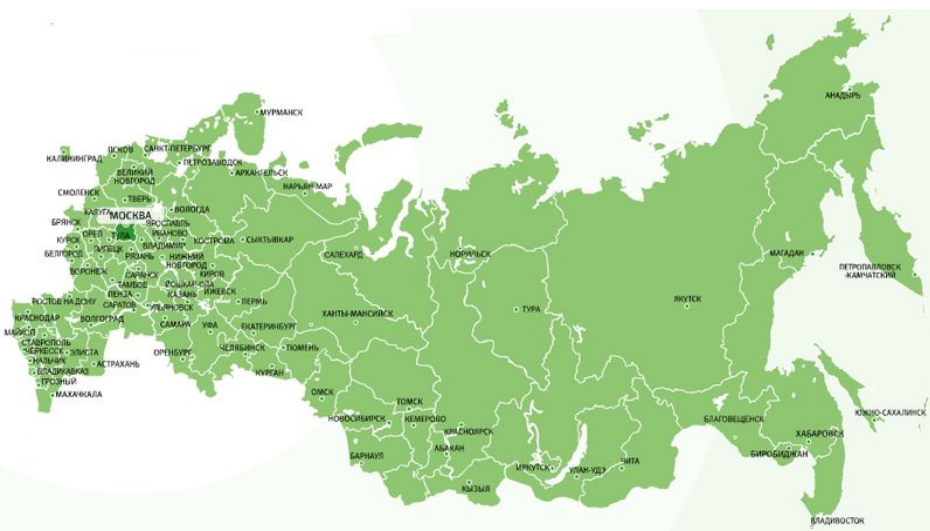 АНАДЫРЬ
МУРМАНСК
ПСКОВ
САНКТ-ПЕТЕРБУРГ
КАЛИНИНГРАД
ПЕТРОЗАВОДСК
АРХАНГЕЛЬСК
ВЕЛИКИЙ
НОВГОРОД
НАРЬЯН-МАР
СМОЛЕНСК
ТВЕРЬ
КАЛУГА
МОСКВА
ВОЛОГДА
БРЯНСК
ЯРОСЛАВЛЬ
ОРЕЛ
ТУЛА
ИВАНОВО
КУРСК
ЛИПЕЦК
ВЛАДИМИР
КОСТРОМА
СЫКТЫВКАР
БЕЛГОРОД
РЯЗАНЬ
НИЖНИЙ
НОВГОРОД
САЛЕХАРД
НОРИЛЬСК
МАГАДАН
ПЕТРОПАВЛОВСК
-КАМЧАТСКИЙ
ВОРОНЕЖ
САРАНСК
КИРОВ
ТАМБОВ
ЙОШКАР-ОЛА
ПЕНЗА
КАЗАНЬ
ИЖЕВСК
РОСТОВ НА ДОНУ
САРАТОВ
УЛЬЯНОВСК
ПЕРМЬ
ЯКУТСК
ТУРА
ХАНТЫ-МАНСИЙСК
КРАСНОДАР
ВОЛГОГРАД
САМАРА
УФА
ЕКАТЕРИНБУРГ
МАЙКОП
СТАВРОПОЛЬ
ЧЕРКЕССК
ЭЛИСТА
ОРЕНБУРГ
ЧЕЛЯБИНСК
ТЮМЕНЬ
НАЛЬЧИК
АСТРАХАНЬ
ВЛАДИКАВКАЗ
КУРГАН
ГРОЗНЫЙ
МАХАЧКАЛА
ОМСК
ТОМСК
НОВОСИБИРСК
КЕМЕРОВО
КРАСНОЯРСК
БЛАГОВЕЩЕНСК
ЮЖНО-САХАЛИНСК
ХАБАРОВСК
АБАКАН
БАРНАУЛ
БИРОБИДЖАН
ИРКУТСК
УЛАН-УДЭ
ЧИТА
КЫЗЫЛ
ВЛАДИВОСТОК